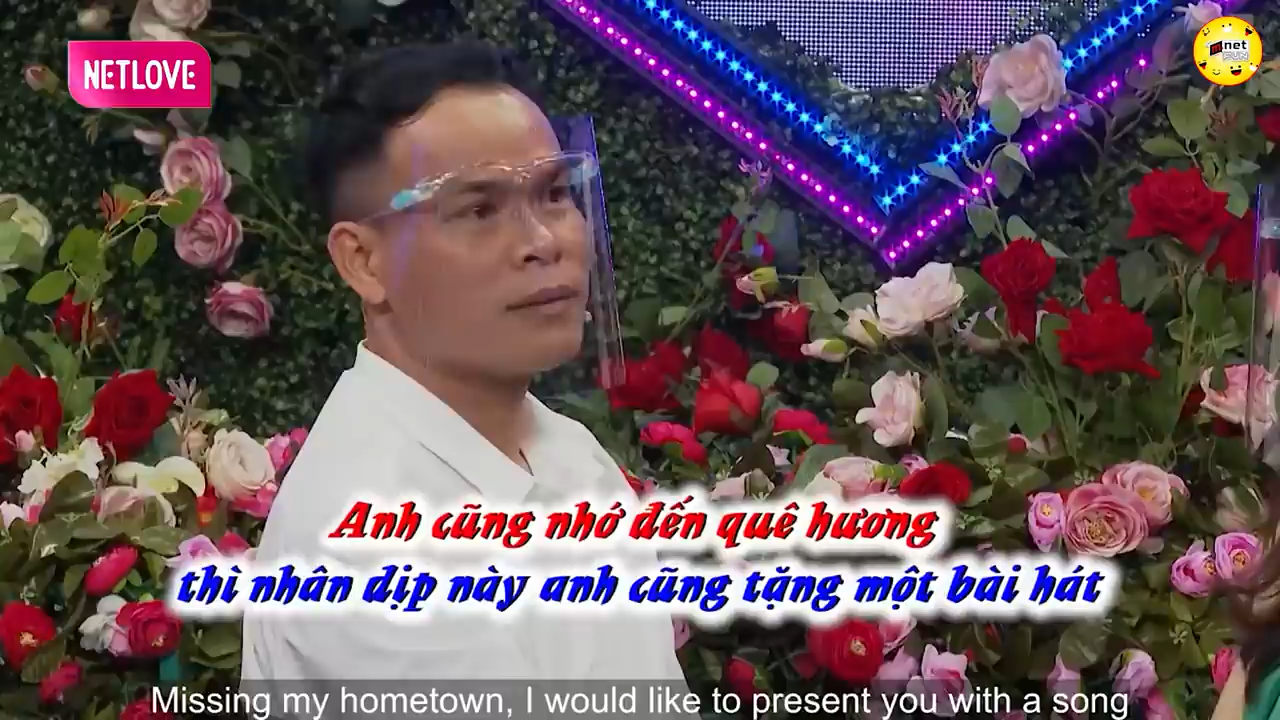 NETLOVE
net
FUN
Anh cũng nhớ đến quê hương
thì nhân dịp này anh cũng tặng một bài hát
Missing my hometown, I would like to present you with a song